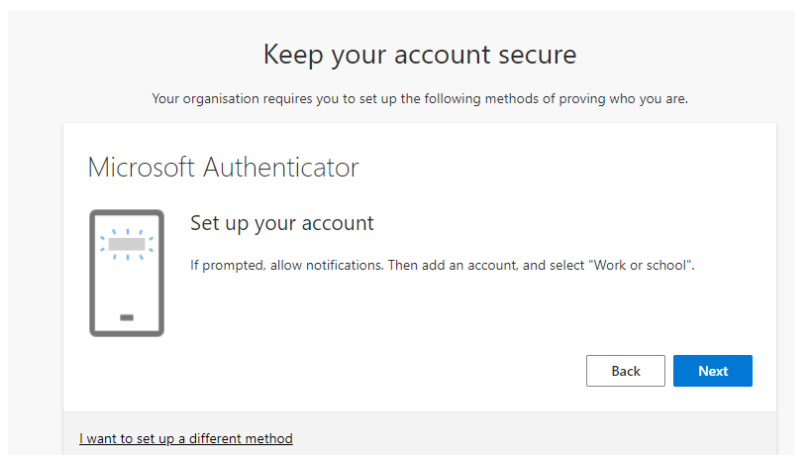 Keep your account secure
Your organisation requires you to set up the following methods of proving who you are.
Microsoft Authenticator
Set up your account
If prompted, allow notifications. Then add an account, and select "Work or school".
Back
Next
I want to set up a different method